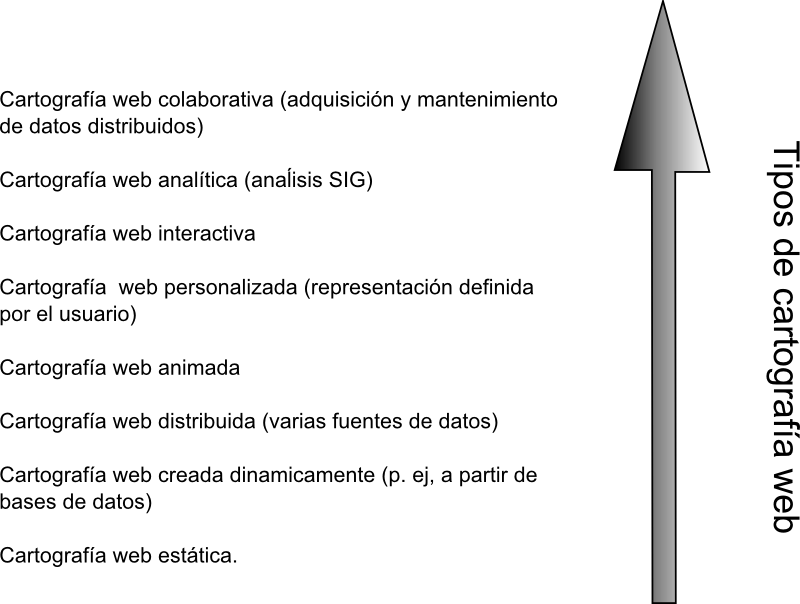 Cartografía web colaborativa (adquisición y mantenimiento
de datos distribuidos)
Cartografía web analítica (anaĺisis SIG)
Cartografía web interactiva
Cartografía  web personalizada (representación definida
por el usuario)
Cartografía web animada
Cartografía web distribuida (varias fuentes de datos)
Cartografía web creada dinamicamente (p. ej, a partir de
bases de datos)
Cartografía web estática.
Tipos de cartografía web